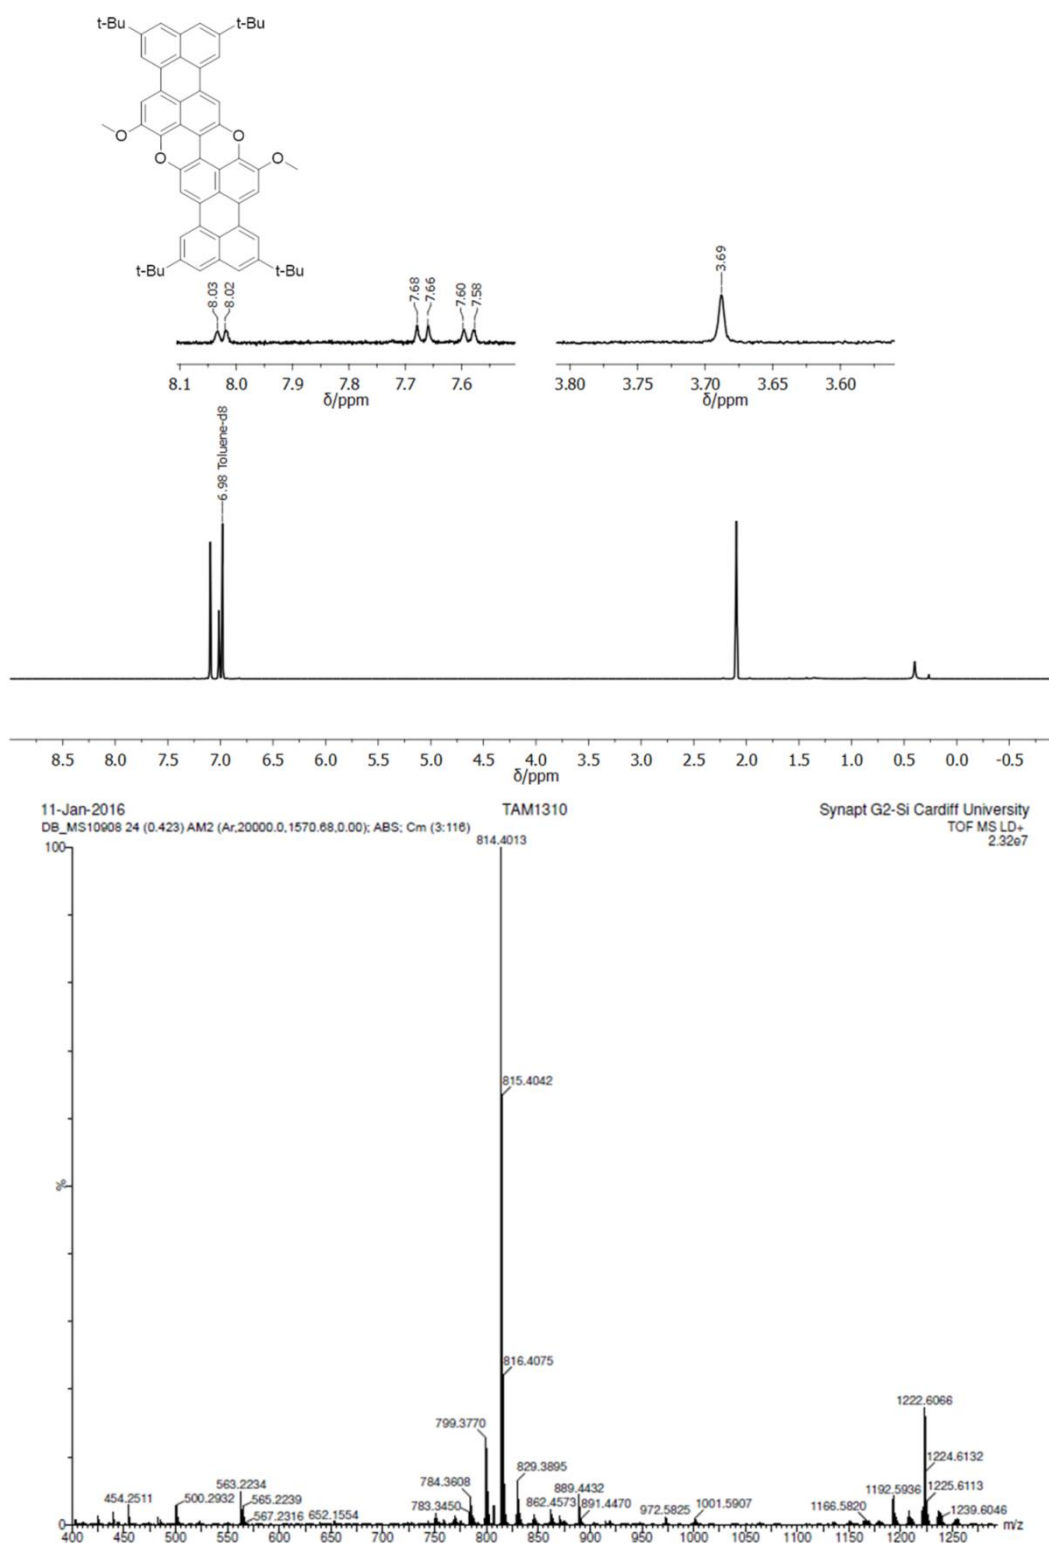 t-Bu t-Bu
O
O
O
O
t-Bu t-Bu
8.03
8.02
7.68
7.66
7.60
7.58
3.69
8.1 8.0 7.9 7.8 7.7 7.6
δ/ppm
3.80 3.75 3.70 3.65 3.60
δ/ppm
6.98 Toluene-d8
8.5 8.0 7.5 7.0 6.5 6.0 5.5 5.0 4.5 4.0 3.5 3.0 2.5 2.0 1.5 1.0 0.5 0.0 -0.5
δ/ppm
11-Jan-2016 TAM1310 Synapt G2-Si Cardiff University
DB_MS10908 24 (0.423) AM2 (Ar,20000.0,1570.68,0.00); ABS; Cm (3:116) TOF MS LD+
2.32e7
100
814.4013
815.4042
%
816.4075
799.3770
1222.6066
829.3895
1224.6132
784.3608
889.4432
563.2234
1192.5936
454.2511
500.2932
565.2239
783.3450
862.4573
891.4470
1225.6113
567.2316
652.1554
972.5825
1001.5907
1166.5820
1239.6046
0
m/z
400 450 500 550 600 650 700 750 800 850 900 950 1000 1050 1100 1150 1200 1250